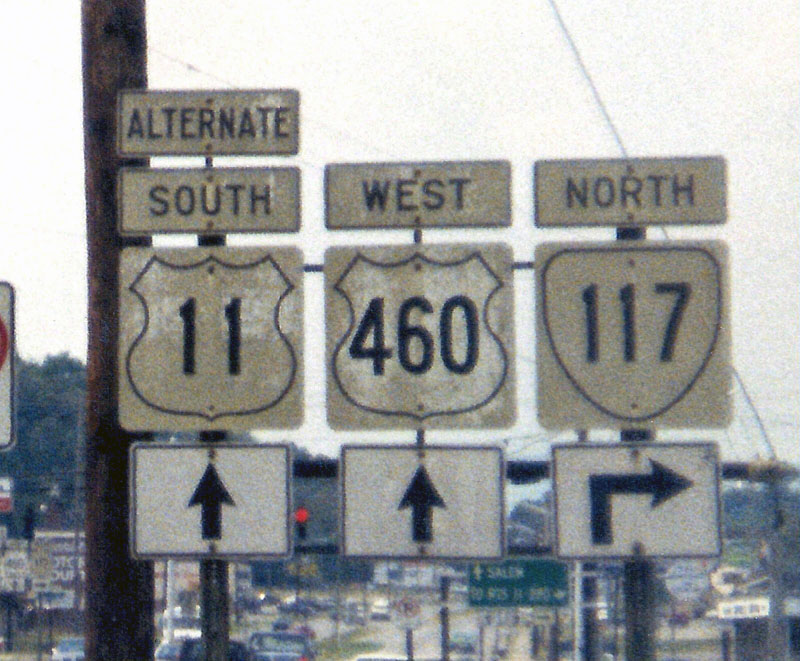 ALTERNATE
SOUTH
WEST
NORTH
11
460
117
SALEM